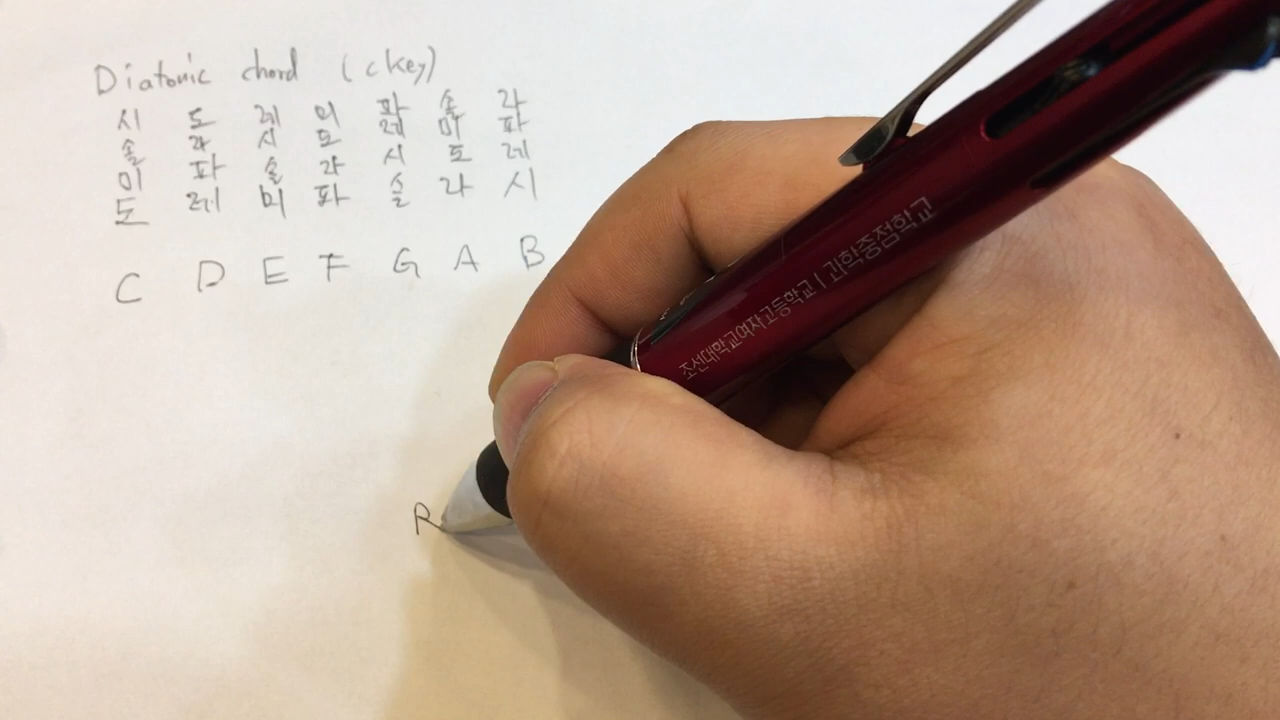 Diatonic chord (c key)
시 도 레 미 파 솔 라
솔 라 시 도 레 미 파
미 파 솔 라 시 도 레
도 레 미 파 솔 라 시
C D E F G A B
R
조선대학교여자고등학교 | 과학중점학교